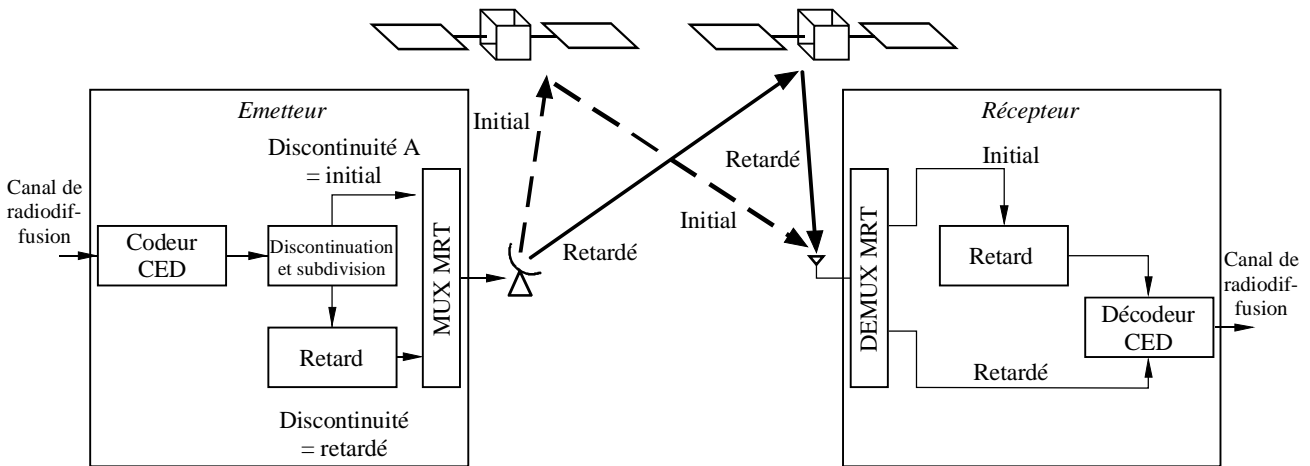 Emetteur
Récepteur
Initial
Discontinuité A
= initial
Retardé
Initial
Canal de
radiodif-
fusion
Initial
Codeur
CED
Discontinuation
et subdivision
MUX MRT
Retardé
DEMUX MRT
Retard
Canal de
radiodif-
fusion
Retard
Décodeur
CED
Retardé
Discontinuité
= retardé